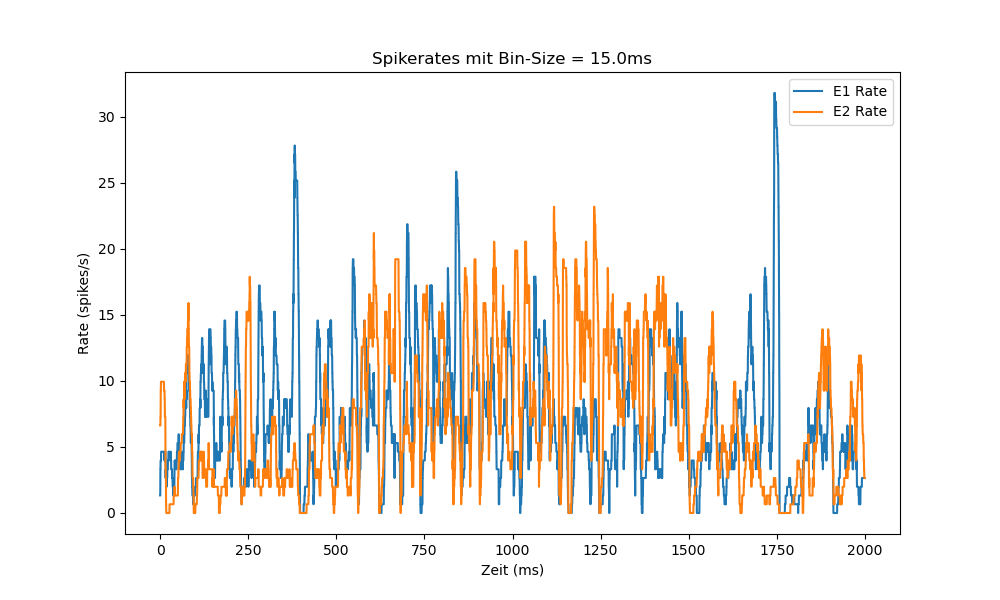 Spikerates mit Bin-Size = 15.0ms
E1 Rate
E2 Rate
Rate (spikes/s)
30
25
20
15
10
5
0
0 250 500 750 1000 1250 1500 1750 2000
Zeit (ms)